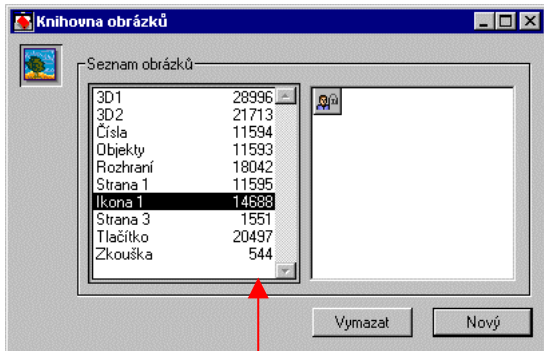 Knihovna obrázků
Seznam obrázků
3D1 28996
3D2 21713
Čísla 11594
Objekty 11593
Rozhraní 18042
Strana 1 11595
Ikona 1 14688
Strana 3 1551
Tlačítko 20497
Zkouška 544
Vymazat Nový